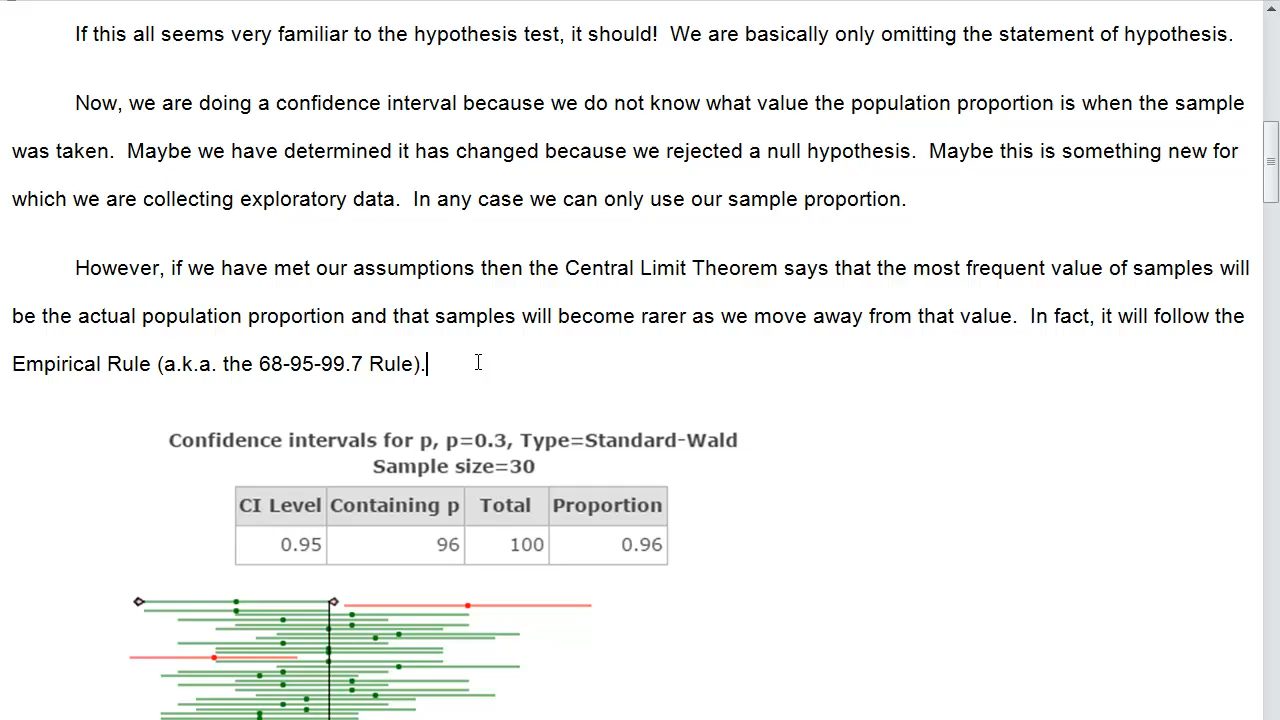 If this all seems very familiar to the hypothesis test, it should!  We are basically only omitting the statement of hypothesis.
Now, we are doing a confidence interval because we do not know what value the population proportion is when the sample
was taken.  Maybe we have determined it has changed because we rejected a null hypothesis.  Maybe this is something new for
which we are collecting exploratory data.  In any case we can only use our sample proportion.
However, if we have met our assumptions then the Central Limit Theorem says that the most frequent value of samples will
be the actual population proportion and that samples will become rarer as we move away from that value.  In fact, it will follow the
Empirical Rule (a.k.a. the 68-95-99.7 Rule).
Confidence intervals for p, p=0.3, Type=Standard-Wald
Sample size=30
CI Level Containing p Total Proportion
0.95 96 100 0.96